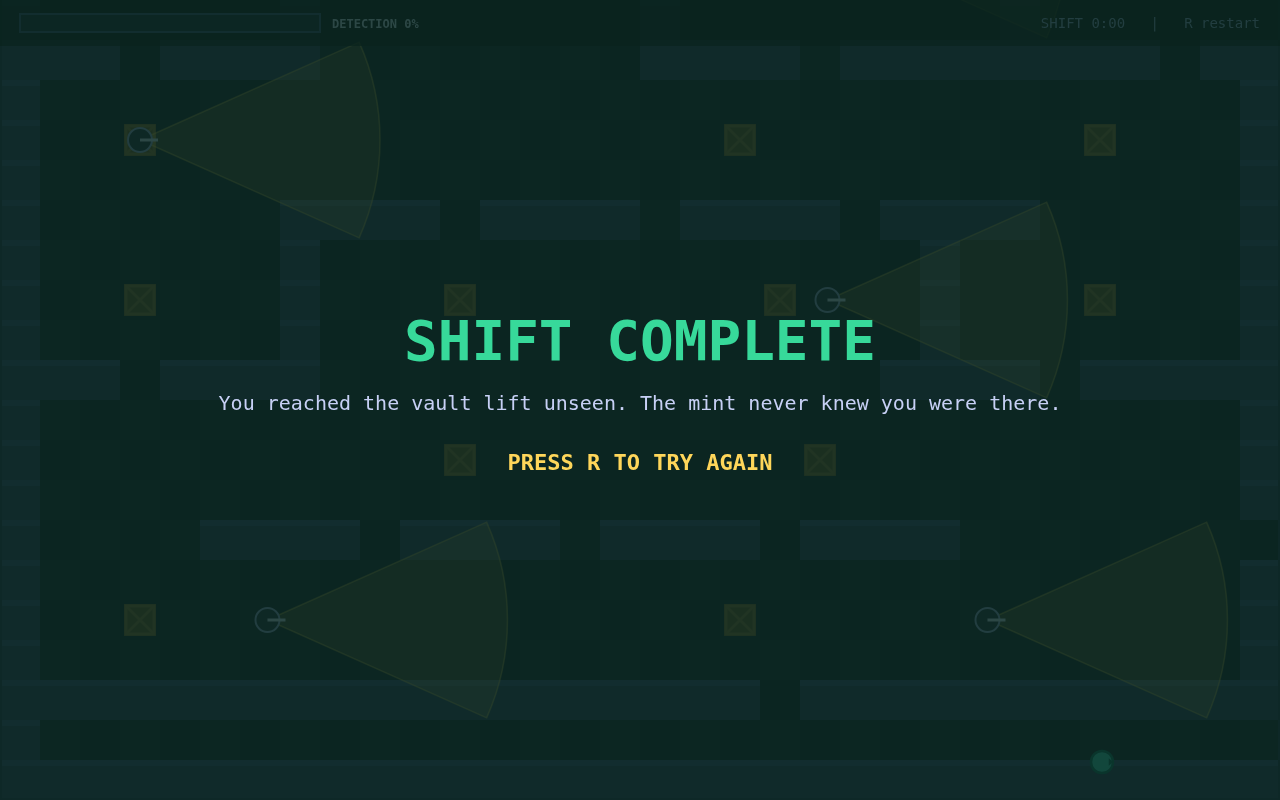 DETECTION 0%
SHIFT 0:00 | R restart
SHIFT COMPLETE
You reached the vault lift unseen. The mint never knew you were there.
PRESS R TO TRY AGAIN